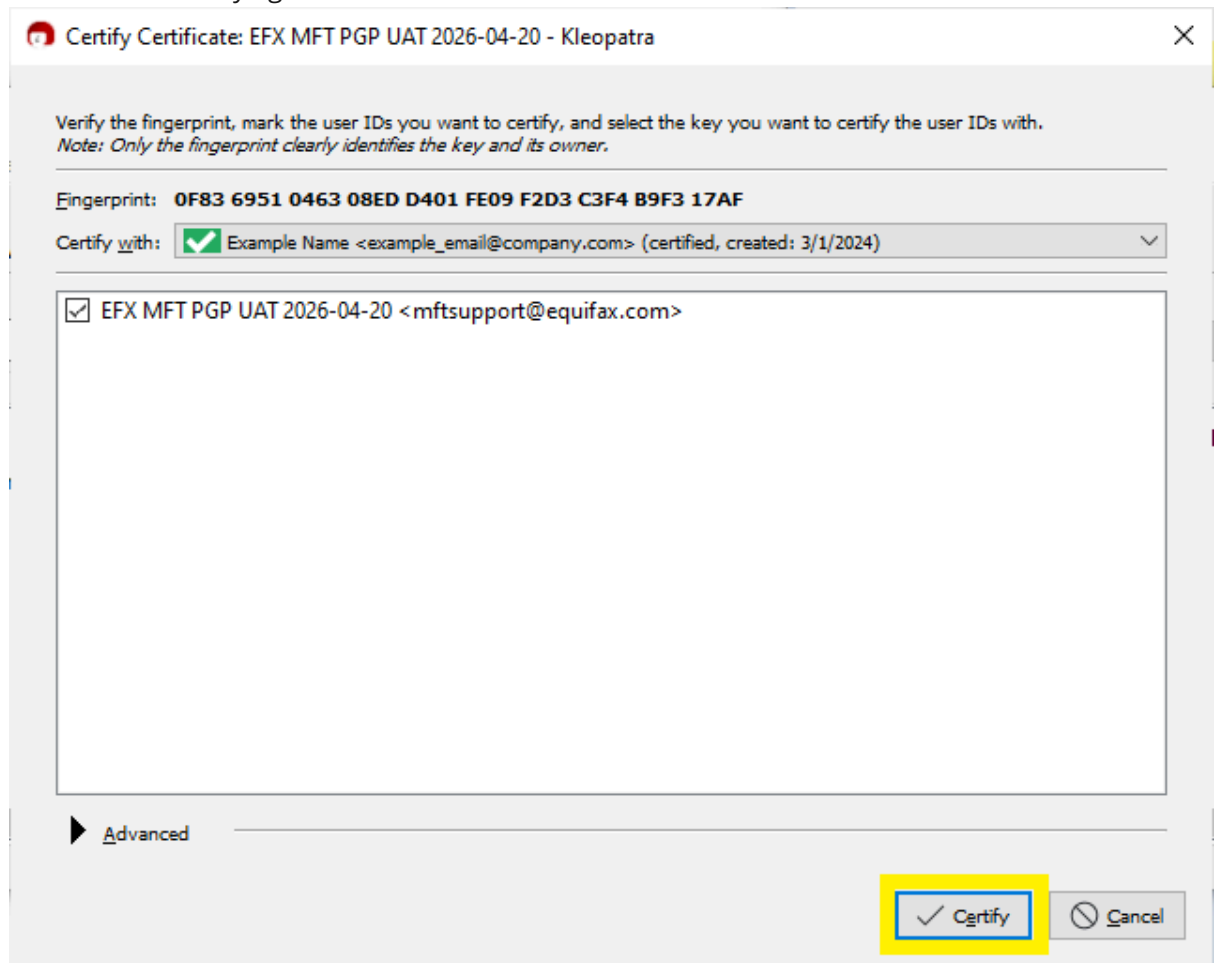 Certify Certificate: EFX MFT PGP UAT 2026-04-20 - Kleopatra
Verify the fingerprint, mark the user IDs you want to certify, and select the key you want to certify the user IDs with.
Note: Only the fingerprint clearly identifies the key and its owner.
Fingerprint: 0F83 6951 0463 08ED D401 FE09 F2D3 C3F4 B9F3 17AF
Certify with: Example Name <example_email@company.com> (certified, created: 3/1/2024)
EFX MFT PGP UAT 2026-04-20 <mftsupport@equifax.com>
Advanced
Certify Cancel